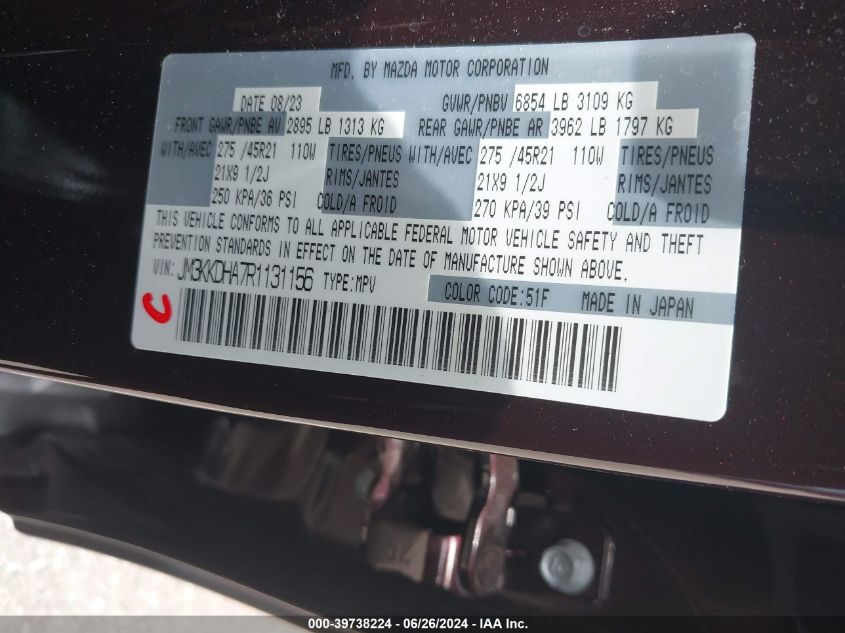 MFD. BY MAZDA MOTOR CORPORATION
DATE 08/23 GVWR/PNBV 6854 LB 3109 KG
FRONT GAWR/PNBE AV 2895 LB 1313 KG REAR GAWR/PNBE AR 3962 LB 1797 KG
WITH/AVEC 275 /45R21 110W TIRES/PNEUS WITH/AVEC 275 /45R21 110W TIRES/PNEUS
21X9 1/2J RIMS/JANTES 21X9 1/2J RIMS/JANTES
250 KPA/36 PSI COLD/A FROID 270 KPA/39 PSI COLD/A FROID
THIS VEHICLE CONFORMS TO ALL APPLICABLE FEDERAL MOTOR VEHICLE SAFETY AND THEFT
PREVENTION STANDARDS IN EFFECT ON THE DATE OF MANUFACTURE SHOWN ABOVE.
VIN: JM3KKDHA7R1131156 TYPE:MPV
COLOR CODE:51F MADE IN JAPAN
C
000-39738224 - 06/26/2024 - IAA Inc.